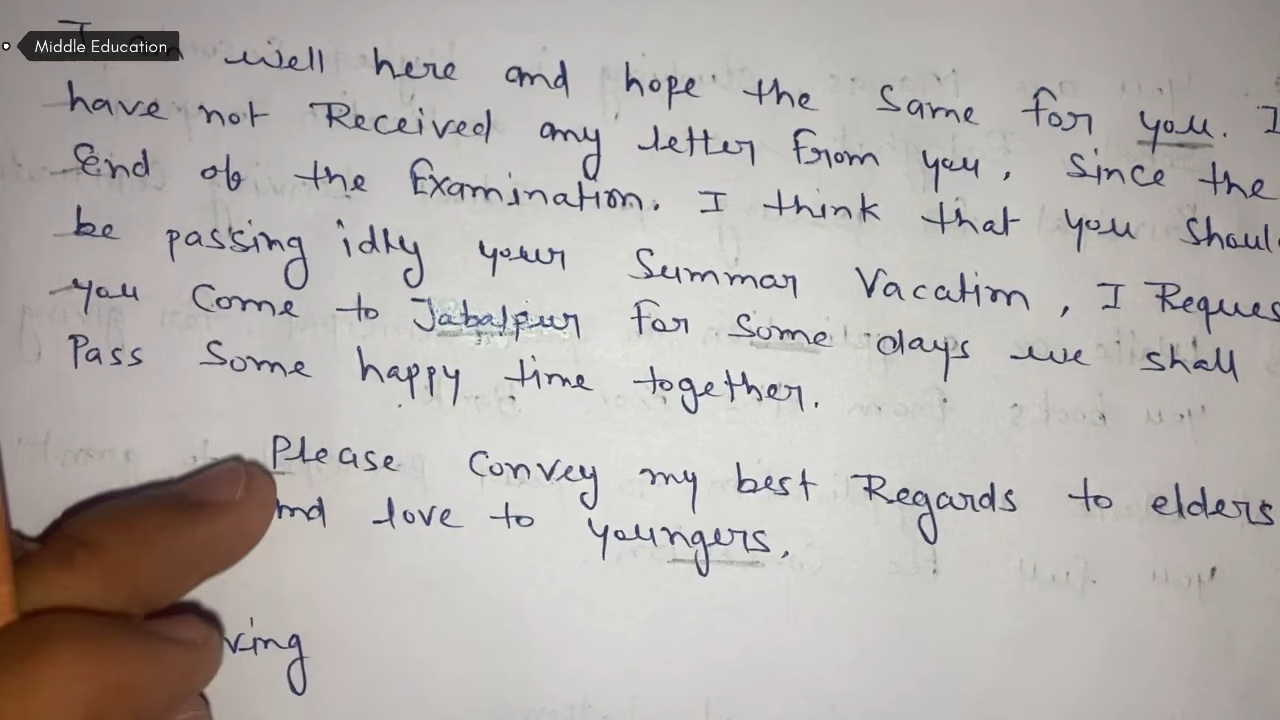 Middle Education
I am well here and hope the Same for you. I
have not Received any letter from you, Since the
End of the Examination. I think that you Shoul
be passing idly your Summar Vacation, I Reques
you Come to Jabalpur for some days we shall
Pass Some happy time together.
Please Convey my best Regards to elders
and love to youngers.
ving